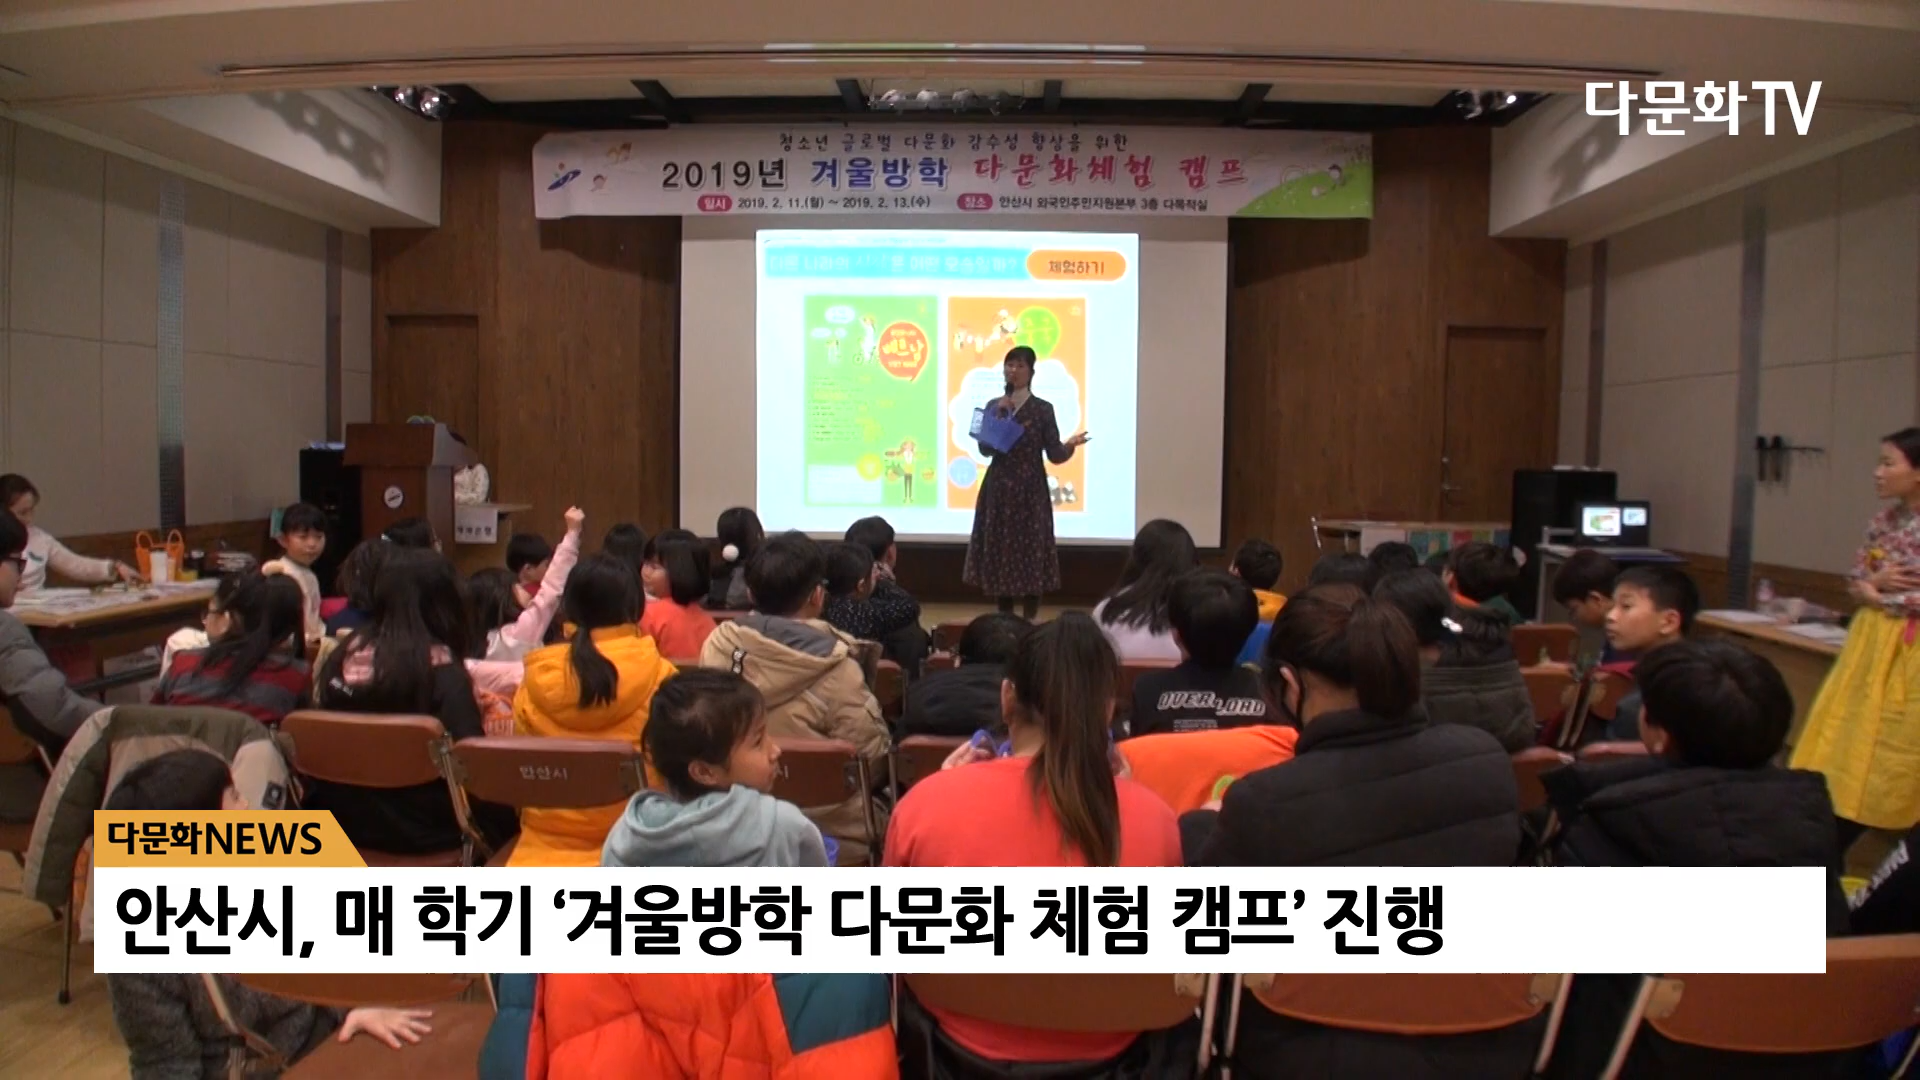 다문화TV
청소년 글로벌 다문화 감수성 향상을 위한
2019년 겨울방학 다문화체험 캠프
일시 2019. 2. 11.(월) ~ 2019. 2. 13.(수) 장소 안산시 외국인주민지원본부 3층 다목적실
체험하기
베트남
OVERLOAD
안산시
다문화NEWS
안산시, 매 학기 ‘겨울방학 다문화 체험 캠프’ 진행